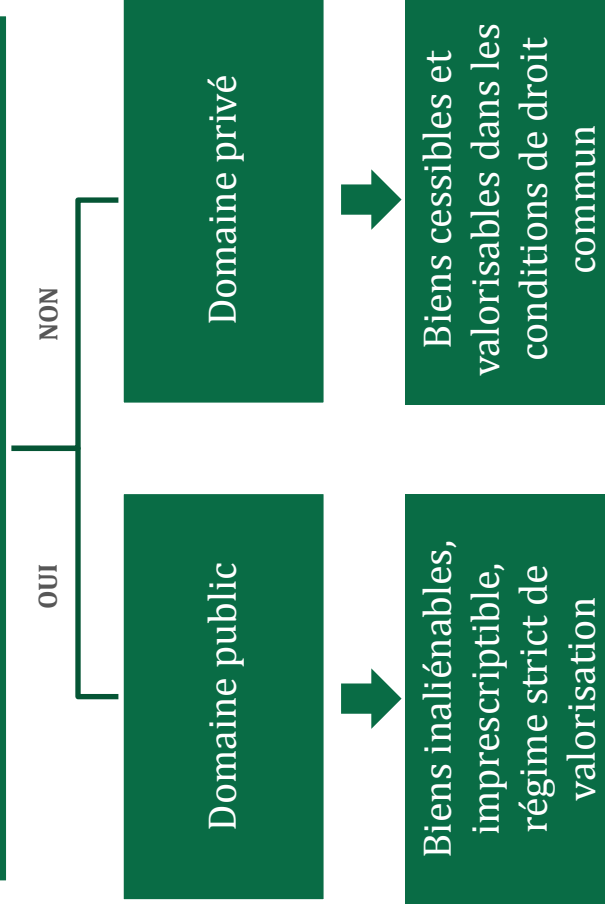 OUI
NON
Domaine public
Domaine privé
Biens inaliénables,
imprescriptible,
régime strict de
valorisation
Biens cessibles et
valorisables dans les
conditions de droit
commun